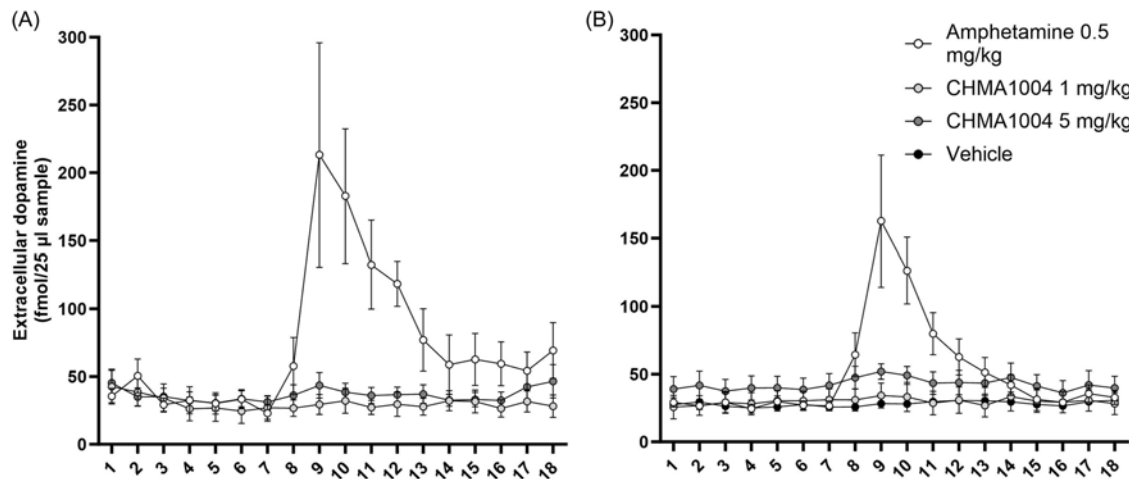 (A)
300
250
200
150
100
50
0
Extracellular dopamine
(fmol/25 µl sample)
1 2 3 4 5 6 7 8 9 10 11 12 13 14 15 16 17 18
(B)
300
250
200
150
100
50
0
1 2 3 4 5 6 7 8 9 10 11 12 13 14 15 16 17 18
Amphetamine 0.5
mg/kg
CHMA1004 1 mg/kg
CHMA1004 5 mg/kg
Vehicle